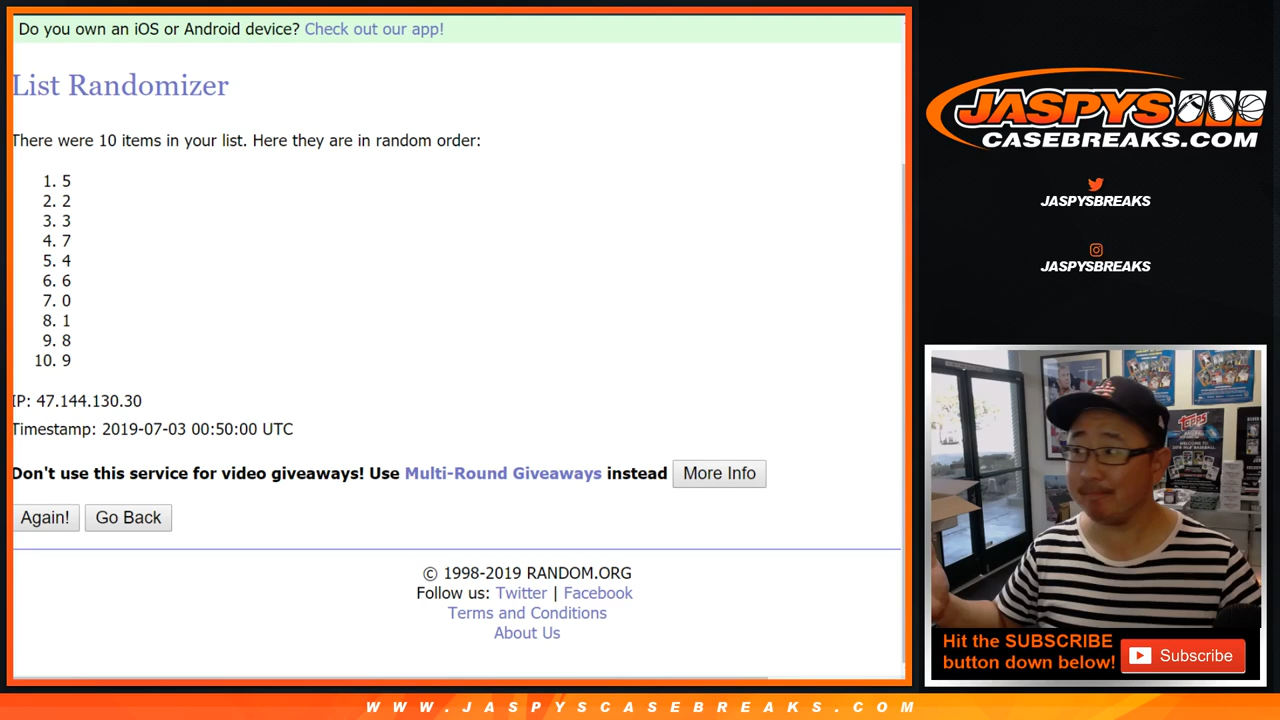 Do you own an iOS or Android device? Check out our app!
List Randomizer
There were 10 items in your list. Here they are in random order:
1. 5
2. 2
3. 3
4. 7
5. 4
6. 6
7. 0
8. 1
9. 8
10. 9
IP: 47.144.130.30
Timestamp: 2019-07-03 00:50:00 UTC
Don't use this service for video giveaways! Use Multi-Round Giveaways instead More Info
Again! Go Back
© 1998-2019 RANDOM.ORG
Follow us: Twitter | Facebook
Terms and Conditions
About Us
JASPYS
CASEBREAKS.COM
JASPYSBREAKS
JASPYSBREAKS
TOPPS
Hit the SUBSCRIBE
button down below!
Subscribe
WWW.JASPYSCASEBREAKS.COM